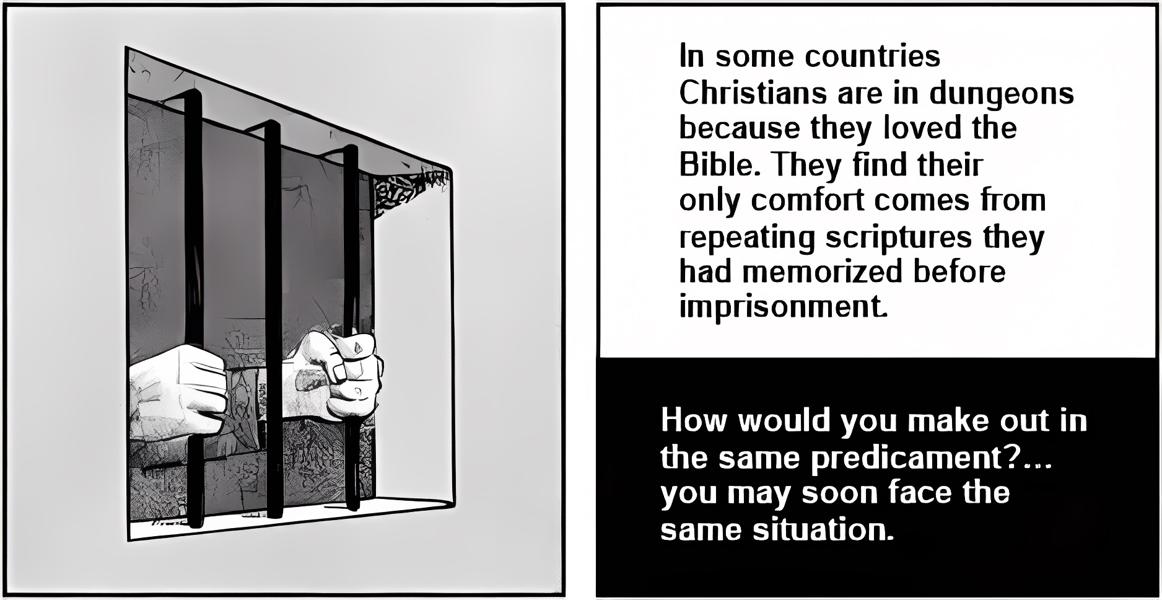 In some countries
Christians are in dungeons
because they loved the
Bible. They find their
only comfort comes from
repeating scriptures they
had memorized before
imprisonment.
How would you make out in
the same predicament?...
you may soon face the
same situation.